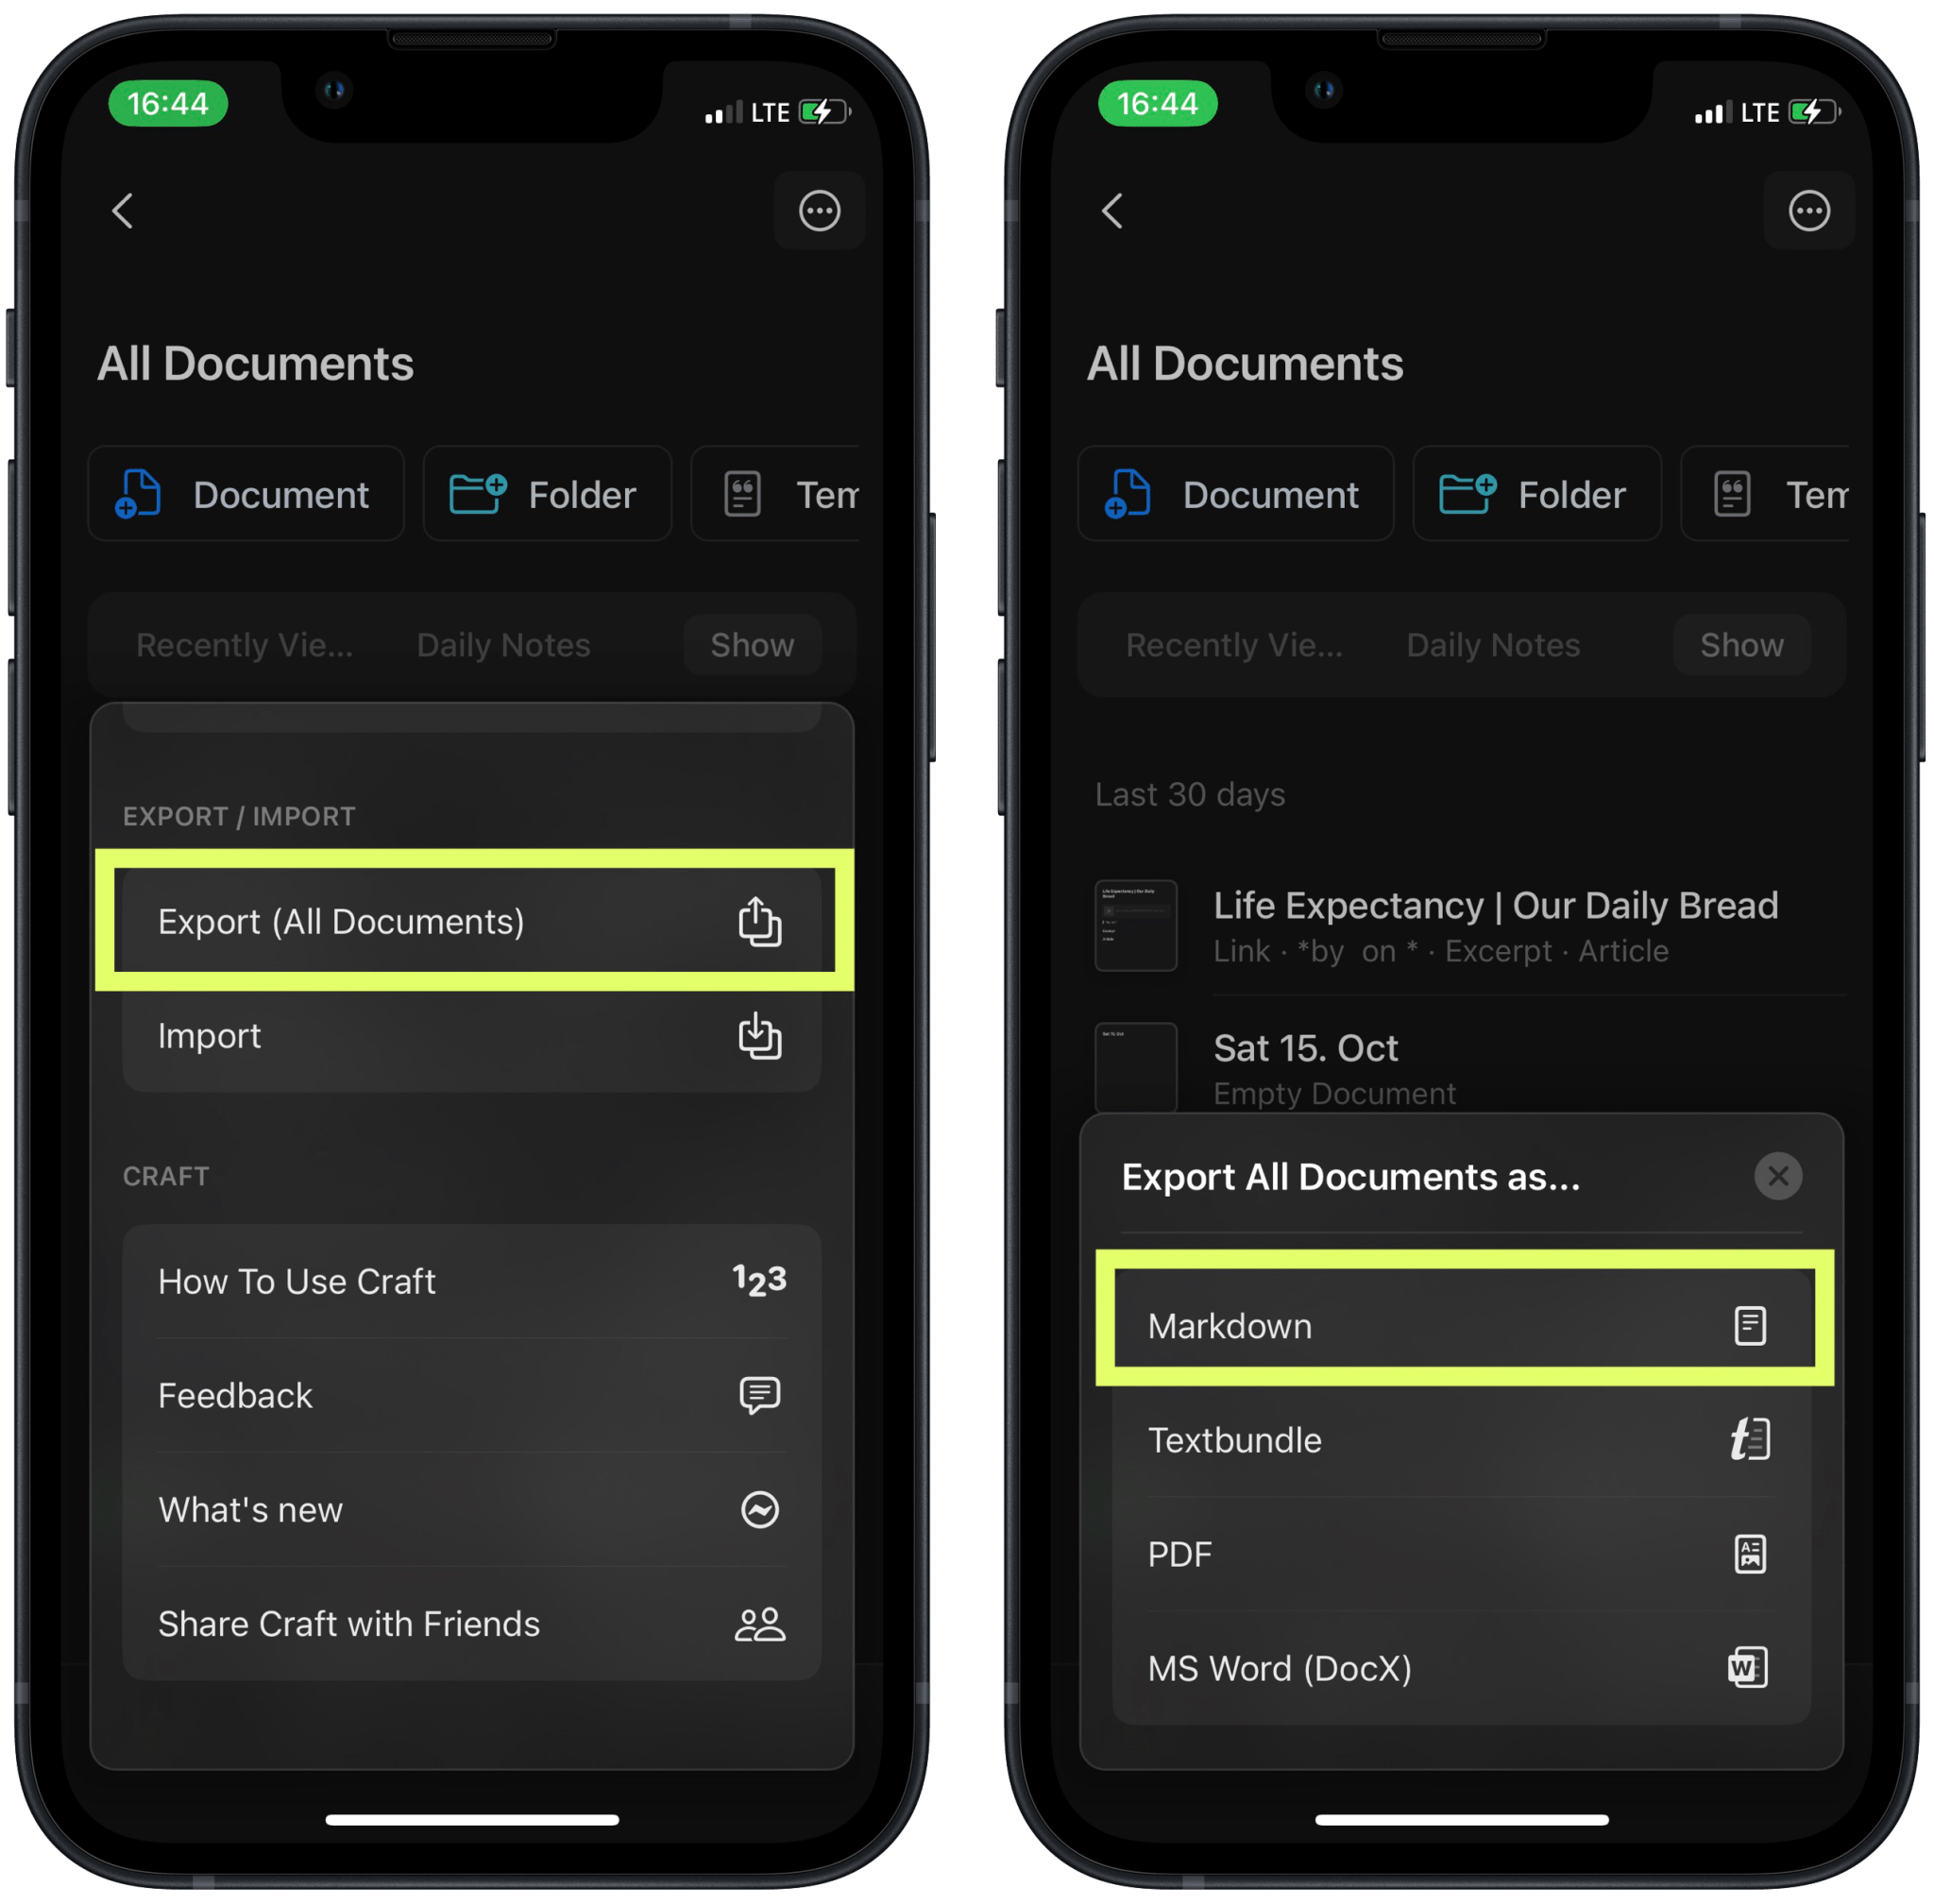 16:44
LTE
All Documents
Document
Folder
Tem
Recently Vie...
Daily Notes
Show
EXPORT / IMPORT
Export (All Documents)
Import
CRAFT
How To Use Craft
123
Feedback
What's new
Share Craft with Friends
16:44
LTE
All Documents
Document
Folder
Tem
Recently Vie...
Daily Notes
Show
Last 30 days
Life Expectancy | Our Daily Bread
Link · *by  on * · Excerpt · Article
Sat 15. Oct
Empty Document
Export All Documents as...
Markdown
Textbundle
t
PDF
A
MS Word (DocX)
W